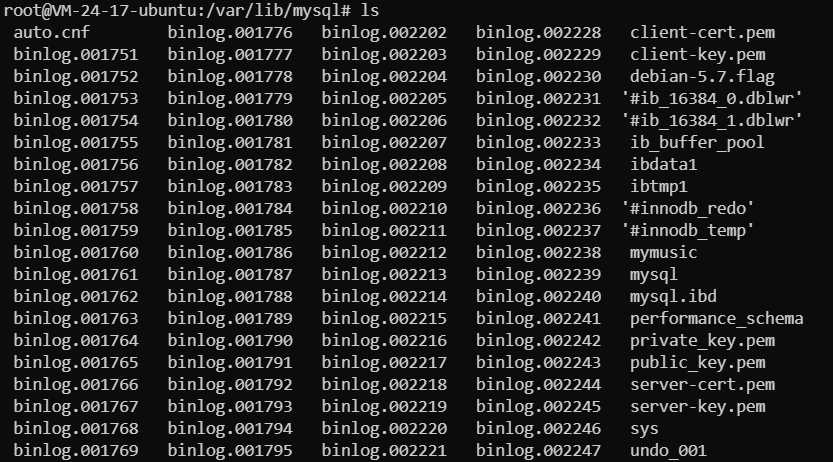 root@VM-24-17-ubuntu:/var/lib/mysql# ls
auto.cnf binlog.001776 binlog.002202 binlog.002228 client-cert.pem
binlog.001751 binlog.001777 binlog.002203 binlog.002229 client-key.pem
binlog.001752 binlog.001778 binlog.002204 binlog.002230 debian-5.7.flag
binlog.001753 binlog.001779 binlog.002205 binlog.002231 '#ib_16384_0.dblwr'
binlog.001754 binlog.001780 binlog.002206 binlog.002232 '#ib_16384_1.dblwr'
binlog.001755 binlog.001781 binlog.002207 binlog.002233 ib_buffer_pool
binlog.001756 binlog.001782 binlog.002208 binlog.002234 ibdata1
binlog.001757 binlog.001783 binlog.002209 binlog.002235 ibtmp1
binlog.001758 binlog.001784 binlog.002210 binlog.002236 '#innodb_redo'
binlog.001759 binlog.001785 binlog.002211 binlog.002237 '#innodb_temp'
binlog.001760 binlog.001786 binlog.002212 binlog.002238 mymusic
binlog.001761 binlog.001787 binlog.002213 binlog.002239 mysql
binlog.001762 binlog.001788 binlog.002214 binlog.002240 mysql.ibd
binlog.001763 binlog.001789 binlog.002215 binlog.002241 performance_schema
binlog.001764 binlog.001790 binlog.002216 binlog.002242 private_key.pem
binlog.001765 binlog.001791 binlog.002217 binlog.002243 public_key.pem
binlog.001766 binlog.001792 binlog.002218 binlog.002244 server-cert.pem
binlog.001767 binlog.001793 binlog.002219 binlog.002245 server-key.pem
binlog.001768 binlog.001794 binlog.002220 binlog.002246 sys
binlog.001769 binlog.001795 binlog.002221 binlog.002247 undo_001